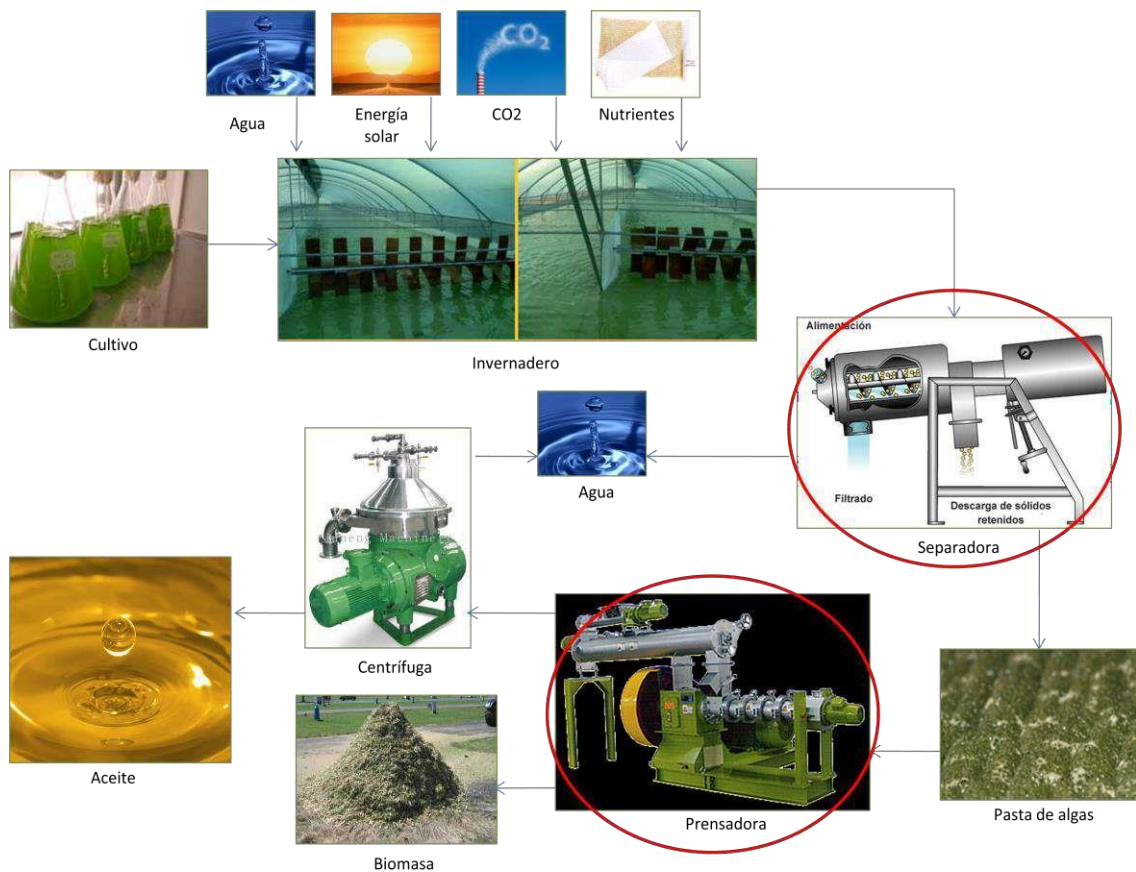 CO2
Agua
Energía
solar
CO2
Nutrientes
Cultivo
Invernadero
Alimentación
Filtrado
Descarga de sólidos
retenidos
Separadora
Agua
Centrífuga
Aceite
Prensadora
Pasta de algas
Biomasa